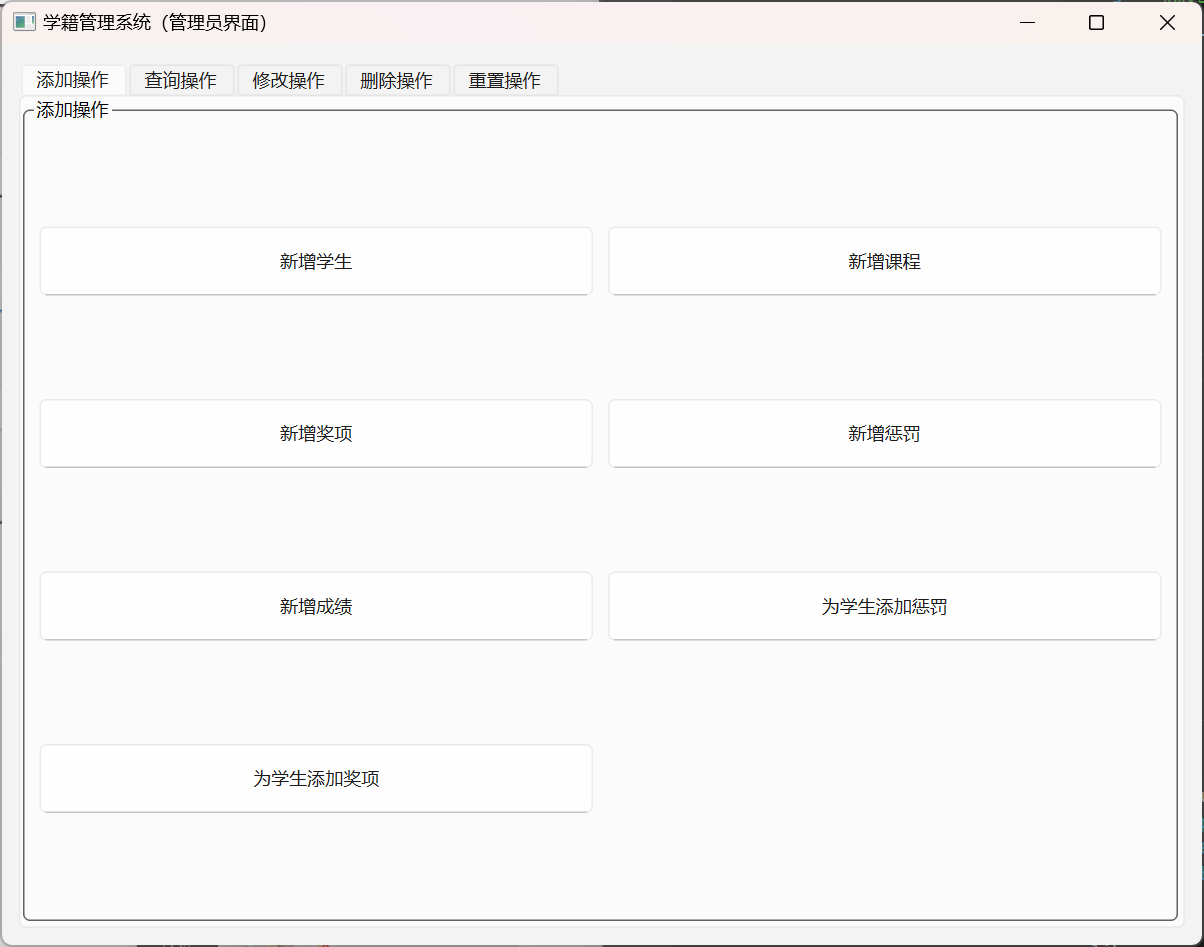 学籍管理系统（管理员界面）
添加操作 查询操作 修改操作 删除操作 重置操作
添加操作
新增学生 新增课程
新增奖项 新增惩罚
新增成绩 为学生添加惩罚
为学生添加奖项